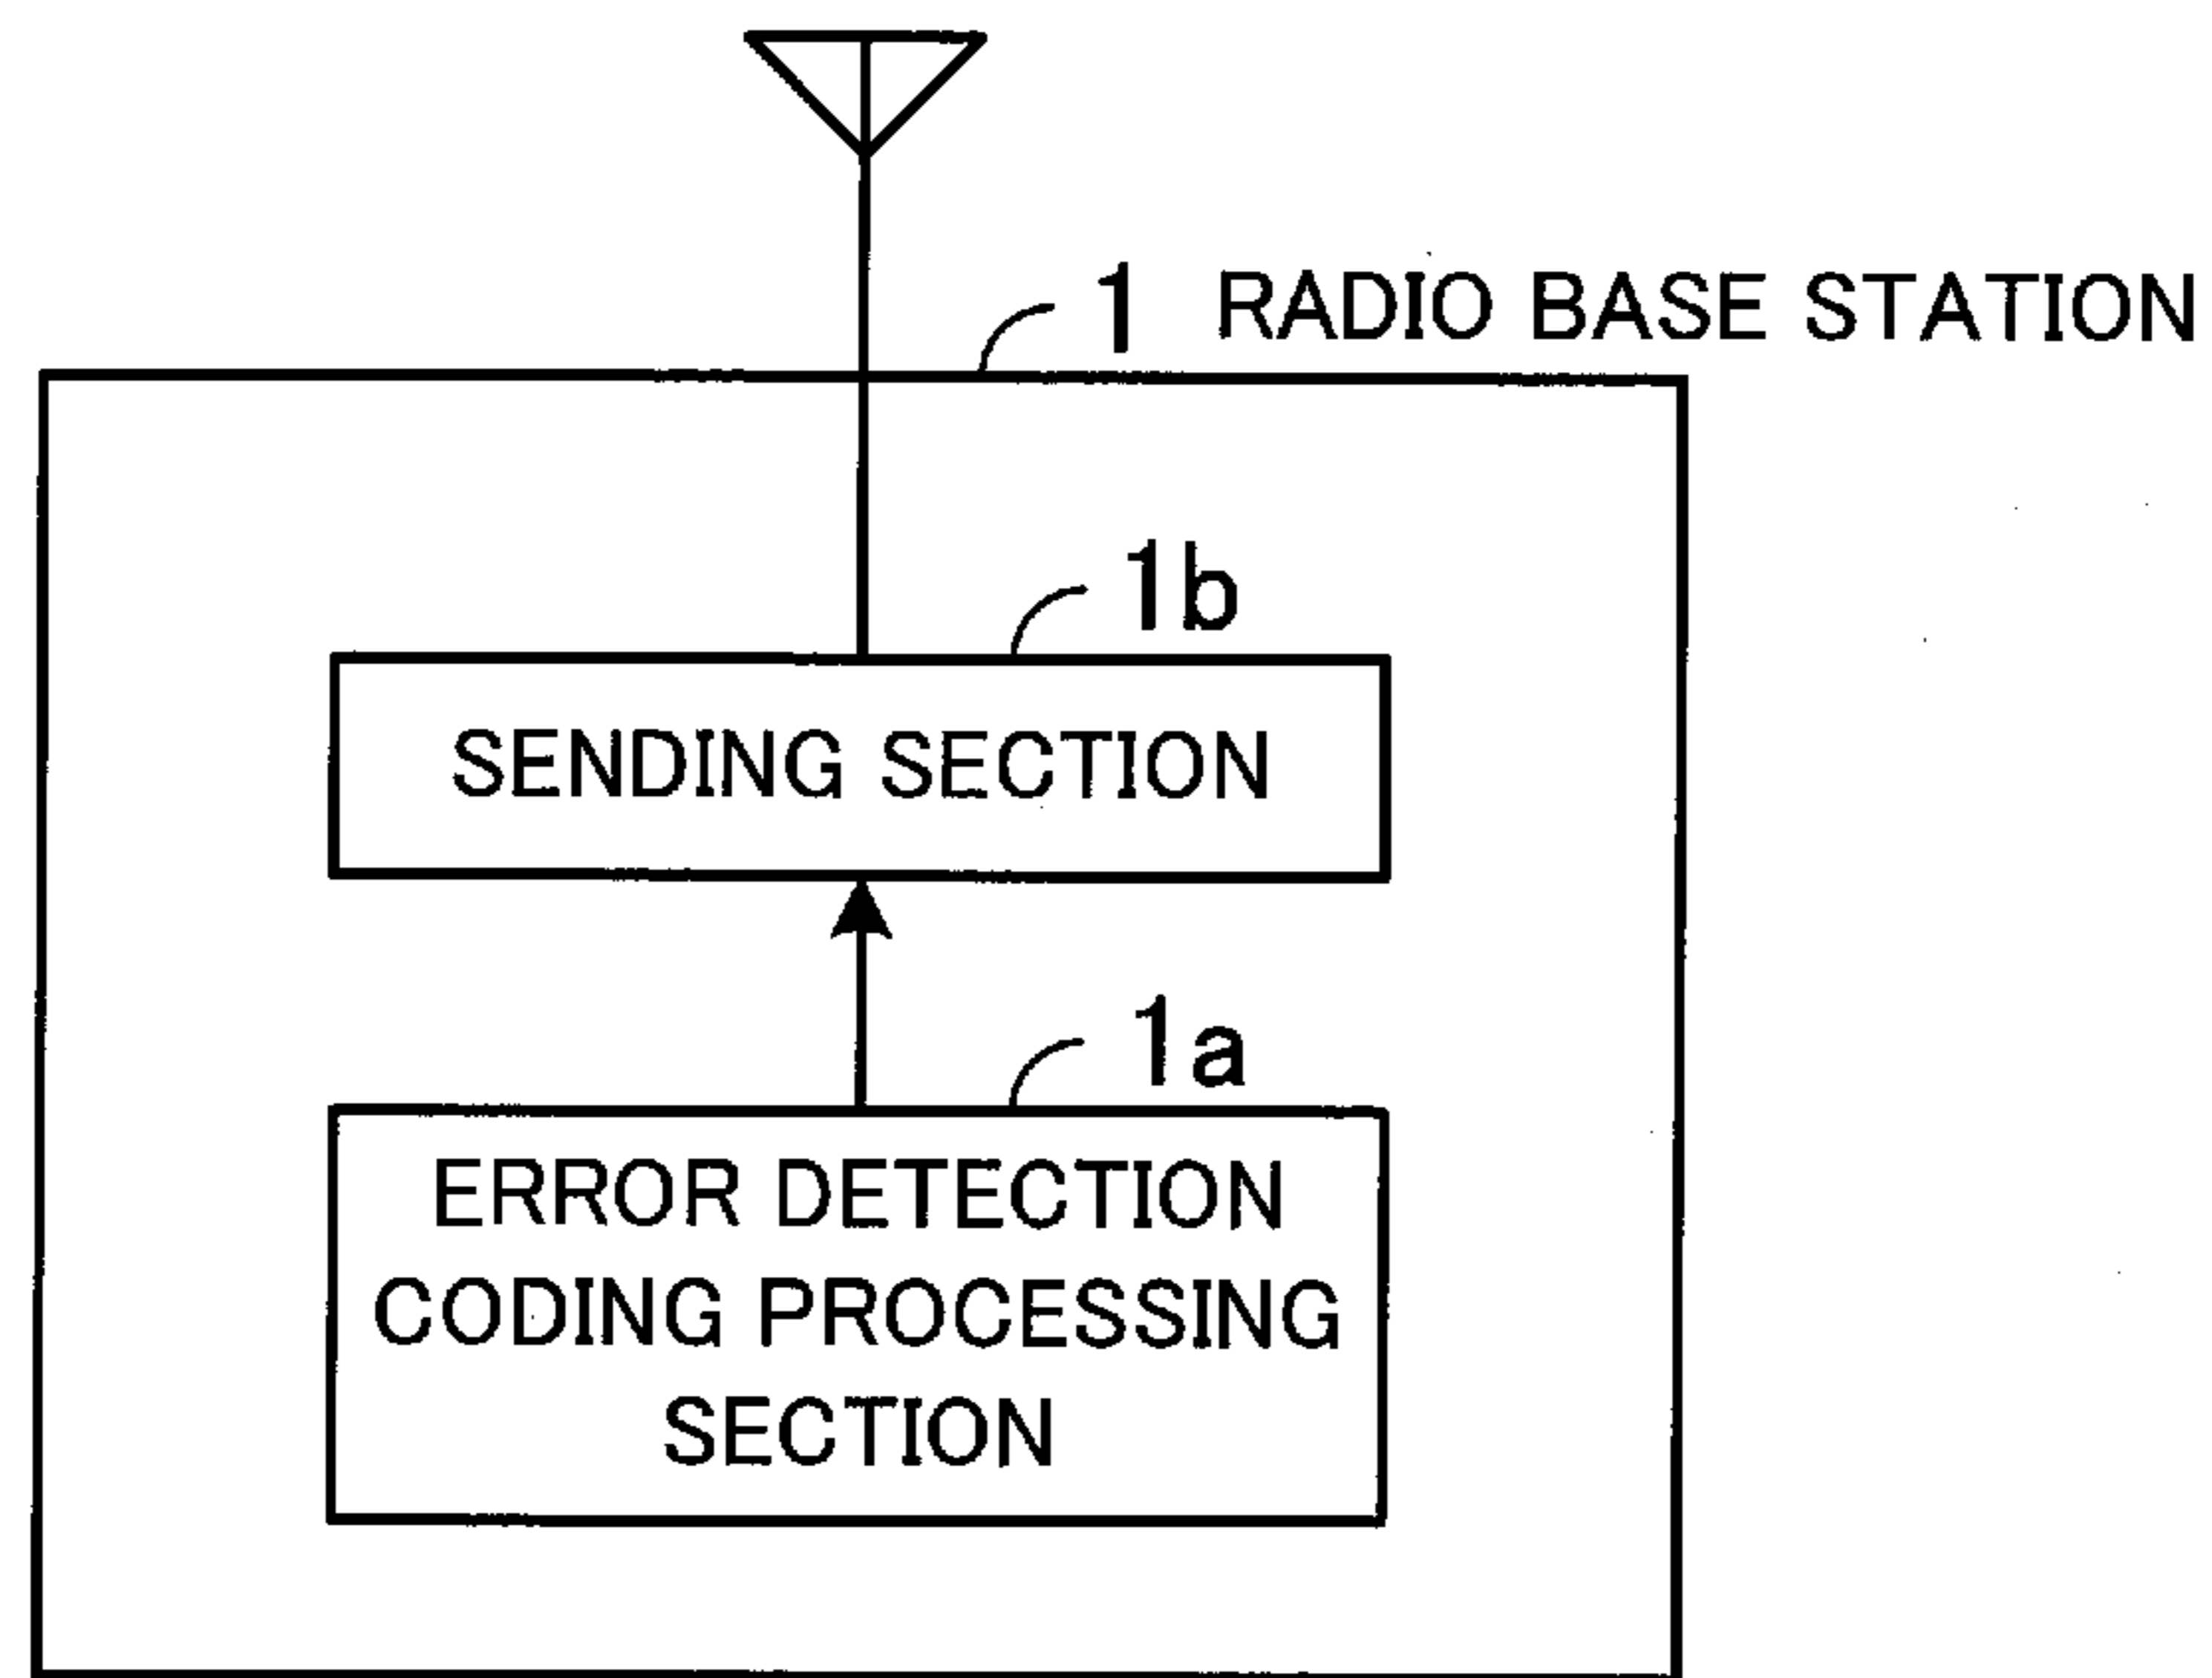 1 RADIO BASE STATION
1b
SENDING SECTION
1a
ERROR DETECTION
CODING PROCESSING
SECTION